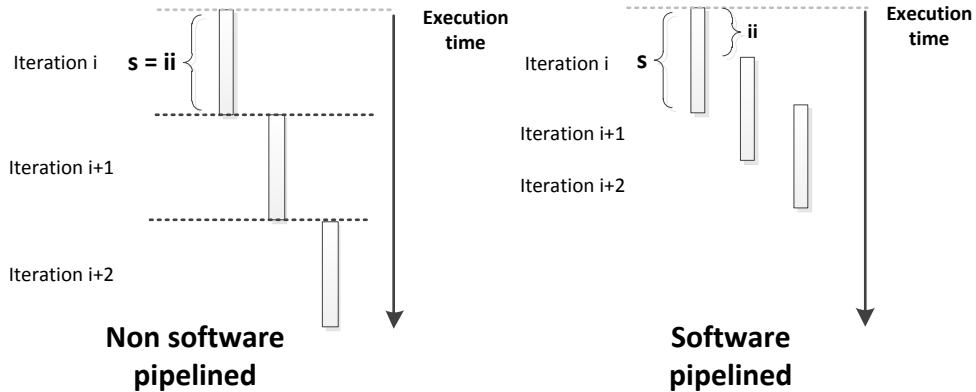 Execution
time
Iteration i
s = ii
Iteration i+1
Iteration i+2
Non software
pipelined
Execution
time
ii
Iteration i
s
Iteration i+1
Iteration i+2
Software
pipelined